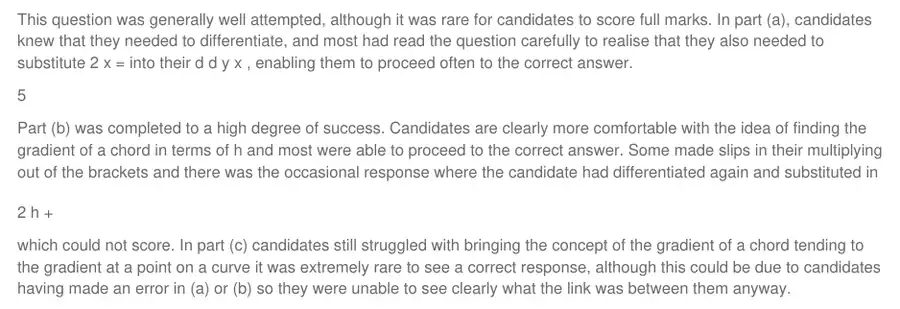 This question was generally well attempted, although it was rare for candidates to score full marks. In part (a), candidates
knew that they needed to differentiate, and most had read the question carefully to realise that they also needed to
substitute 2 x = into their d d y x , enabling them to proceed often to the correct answer.
5
Part (b) was completed to a high degree of success. Candidates are clearly more comfortable with the idea of finding the
gradient of a chord in terms of h and most were able to proceed to the correct answer. Some made slips in their multiplying
out of the brackets and there was the occasional response where the candidate had differentiated again and substituted in
2 h +
which could not score. In part (c) candidates still struggled with bringing the concept of the gradient of a chord tending to
the gradient at a point on a curve it was extremely rare to see a correct response, although this could be due to candidates
having made an error in (a) or (b) so they were unable to see clearly what the link was between them anyway.